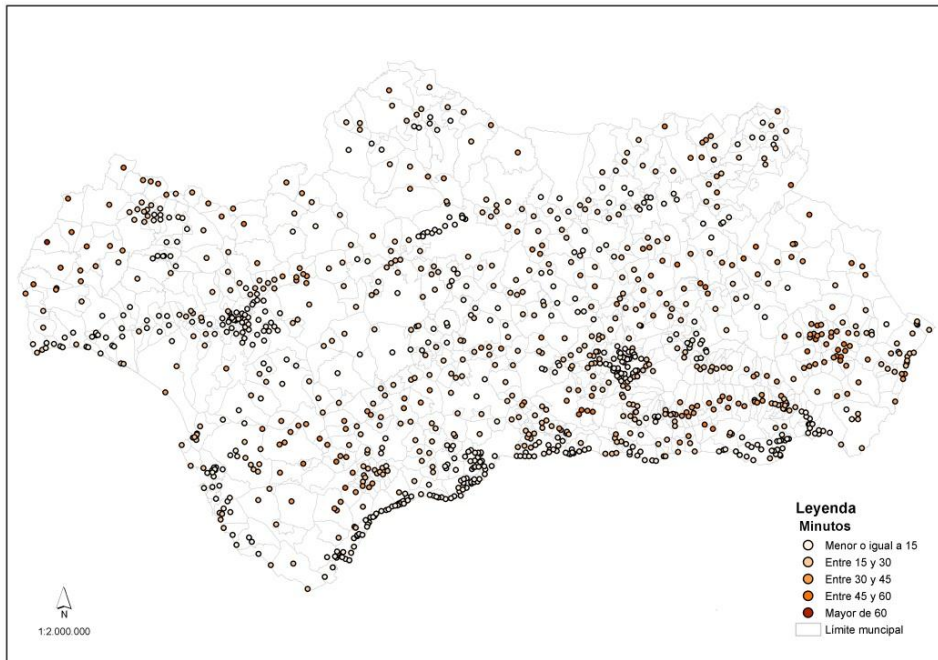 Leyenda
Minutos
Menor o igual a 15
Entre 15 y 30
Entre 30 y 45
Entre 45 y 60
Mayor de 60
Límite muncipal
N
1:2.000.000